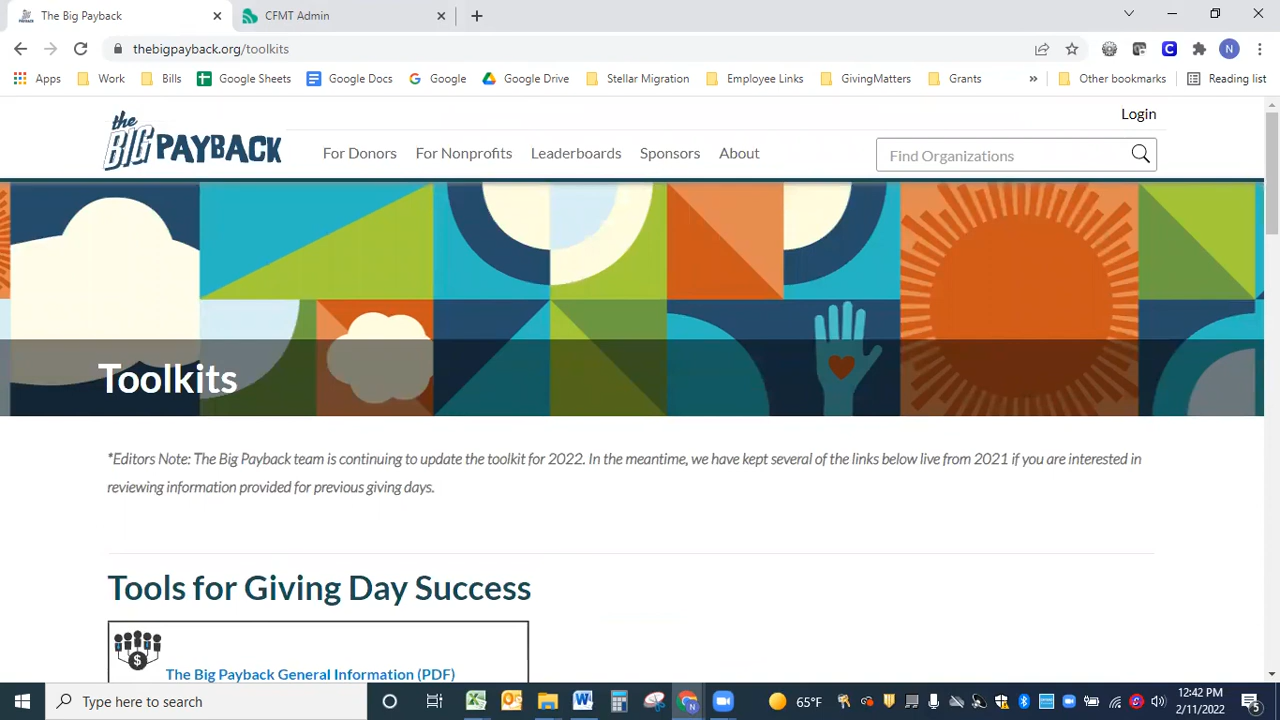 The Big Payback
CFMT Admin
thebigpayback.org/toolkits
N
Apps
Work
Bills
Google Sheets
Google Docs
Google
Google Drive
Stellar Migration
Employee Links
GivingMatters
Grants
»
Other bookmarks
Reading list
the BIG PAYBACK
Login
For Donors
For Nonprofits
Leaderboards
Sponsors
About
Find Organizations
Toolkits
*Editors Note: The Big Payback team is continuing to update the toolkit for 2022. In the meantime, we have kept several of the links below live from 2021 if you are interested in
reviewing information provided for previous giving days.
Tools for Giving Day Success
The Big Payback General Information (PDF)
Type here to search
65°F
12:42 PM
2/11/2022
5